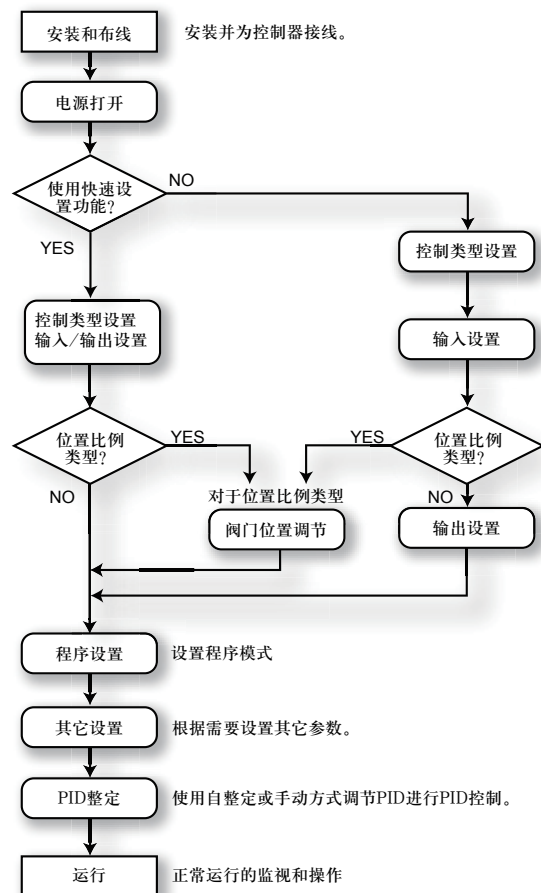 安装和布线
安装并为控制器接线。
电源打开
使用快速设
置功能?
NO
YES
控制类型设置
控制类型设置
输入/输出设置
输入设置
位置比例
类型?
YES
YES
位置比例
类型?
对于位置比例类型
NO
NO
阀门位置调节
输出设置
程序设置
设置程序模式
其它设置
根据需要设置其它参数。
PID整定
使用自整定或手动方式调节PID进行PID控制。
运行
正常运行的监视和操作